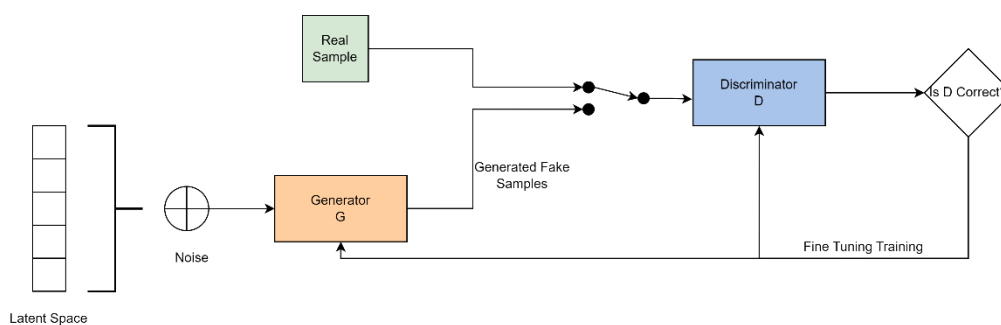 Real
Sample
Discriminator
D
Is D Correct?
Generated Fake
Samples
Generator
G
Noise
Fine Tuning Training
Latent Space